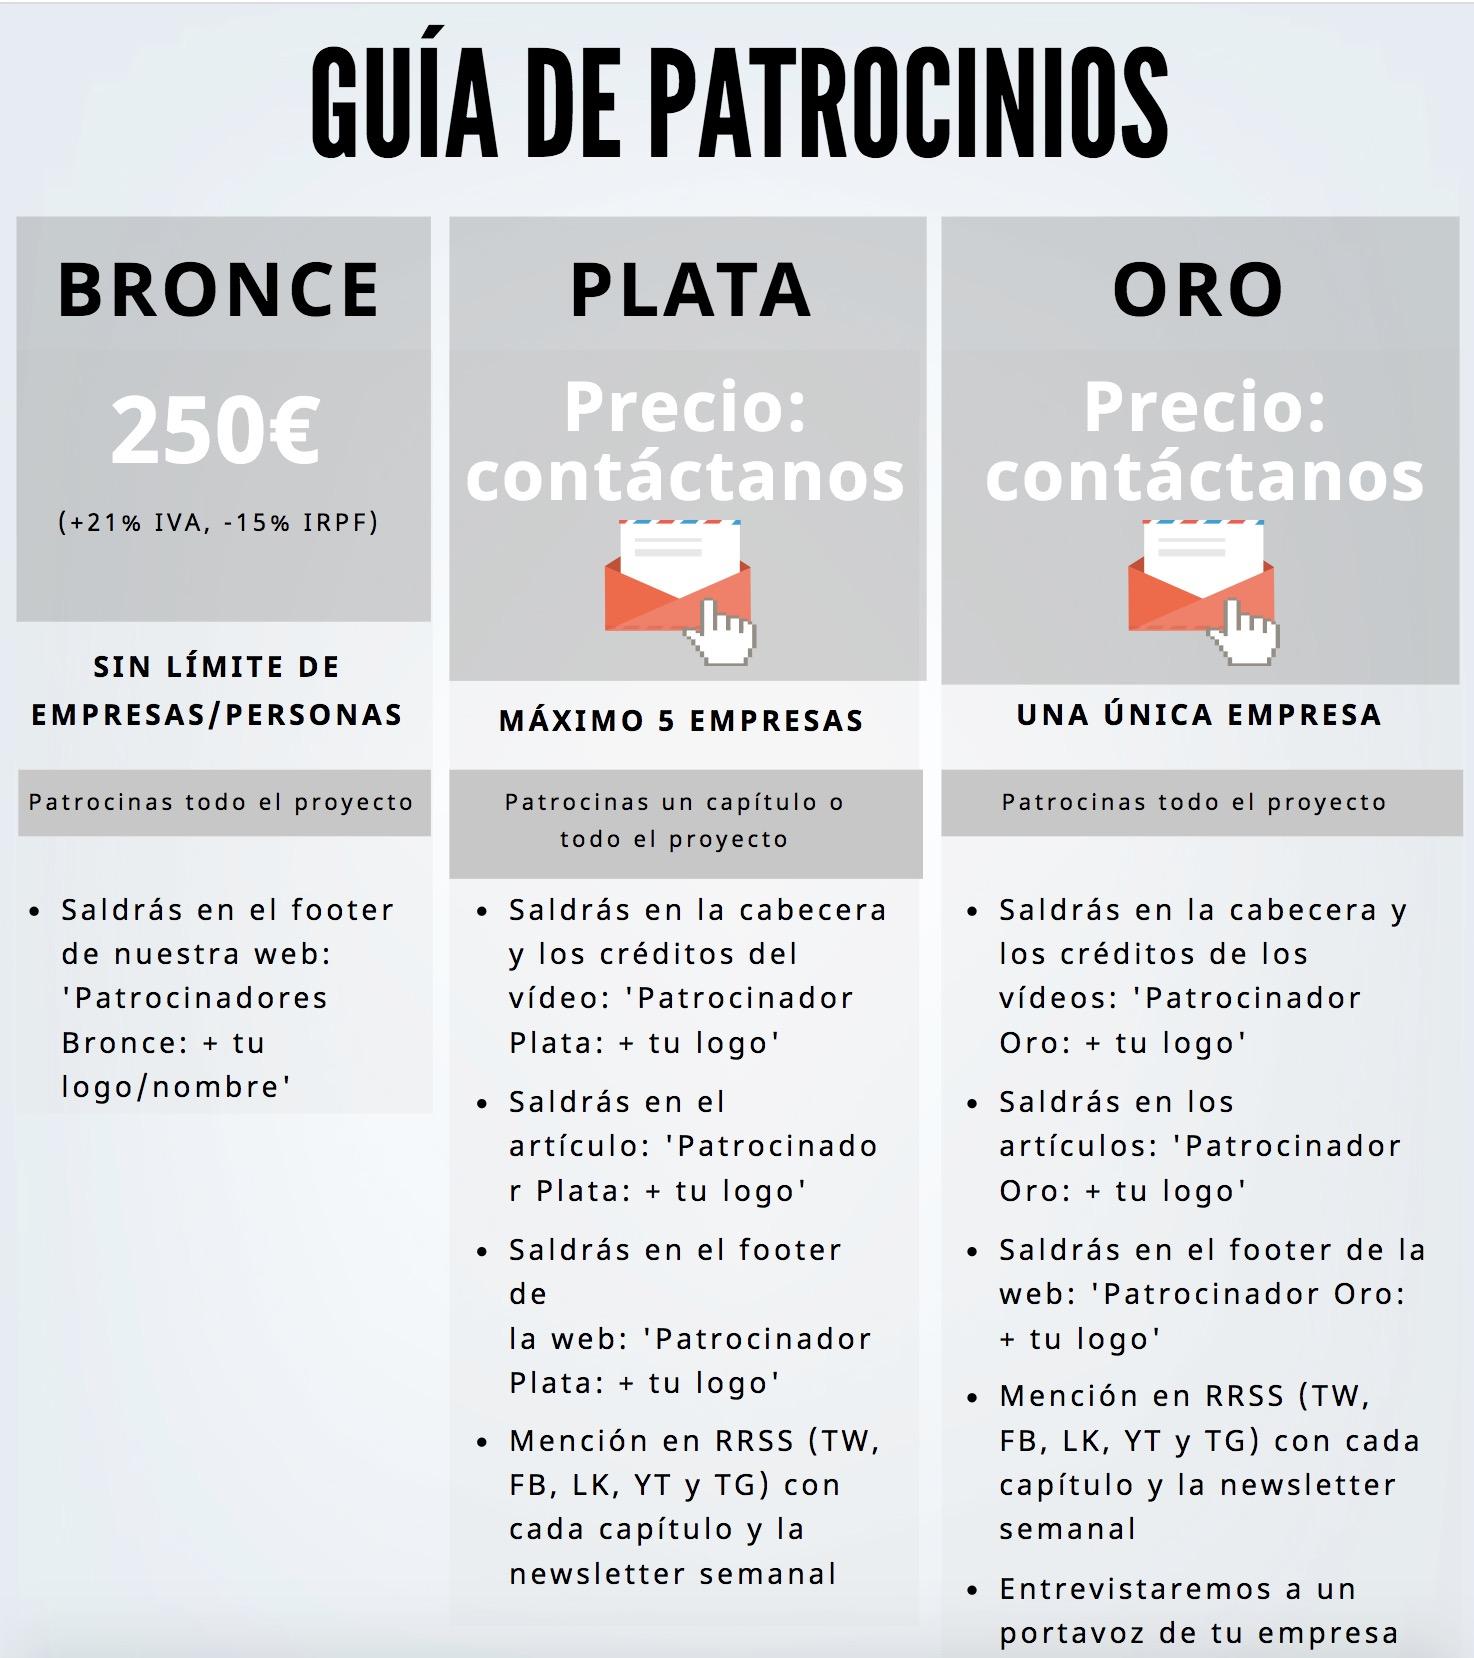 GUÍA DE PATROCINIOS
BRONCE
250€
(+21% IVA, -15% IRPF)
SIN LÍMITE DE
EMPRESAS/PERSONAS
Patrocinas todo el proyecto
• Saldrás en el footer
de nuestra web:
'Patrocinadores
Bronce: + tu
logo/nombre'
PLATA
Precio:
contáctanos
MÁXIMO 5 EMPRESAS
Patrocinas un capítulo o
todo el proyecto
• Saldrás en la cabecera
y los créditos del
vídeo: 'Patrocinador
Plata: + tu logo'
• Saldrás en el
artículo: 'Patrocinado
r Plata: + tu logo'
• Saldrás en el footer
de
la web: 'Patrocinador
Plata: + tu logo'
• Mención en RRSS (TW,
FB, LK, YT y TG) con
cada capítulo y la
newsletter semanal
ORO
Precio:
contáctanos
UNA ÚNICA EMPRESA
Patrocinas todo el proyecto
• Saldrás en la cabecera y
los créditos de los
vídeos: 'Patrocinador
Oro: + tu logo'
• Saldrás en los
artículos: 'Patrocinador
Oro: + tu logo'
• Saldrás en el footer de la
web: 'Patrocinador Oro:
+ tu logo'
• Mención en RRSS (TW,
FB, LK, YT y TG) con cada
capítulo y la newsletter
semanal
• Entrevistaremos a un
portavoz de tu empresa